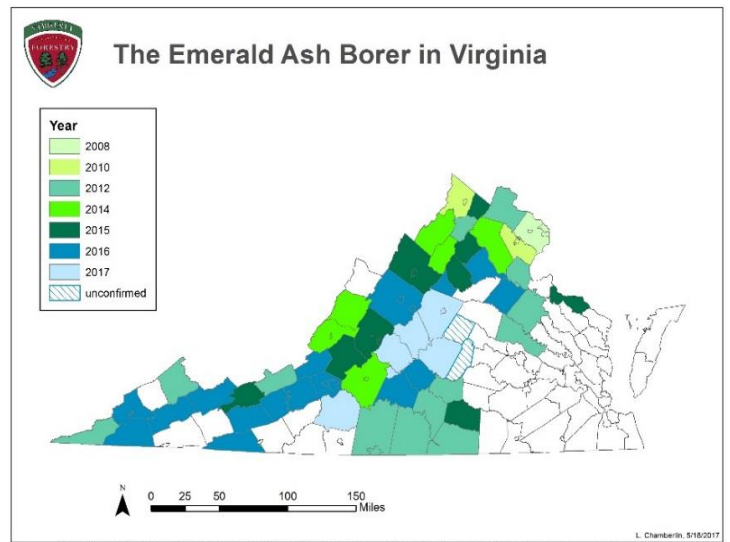 FORESTRY
The Emerald Ash Borer in Virginia
Year
2008
2010
2012
2014
2015
2016
2017
unconfirmed
N
0 25 50 100 150
Miles
L. Chamberlin, 5/18/2017